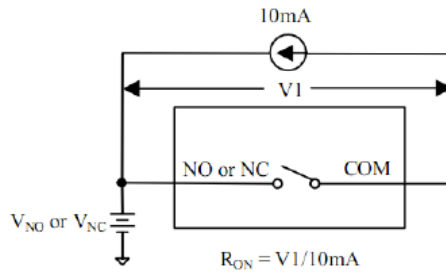 10mA
V1
NO or NC
COM
V_NO or V_NC
R_ON = V1/10mA